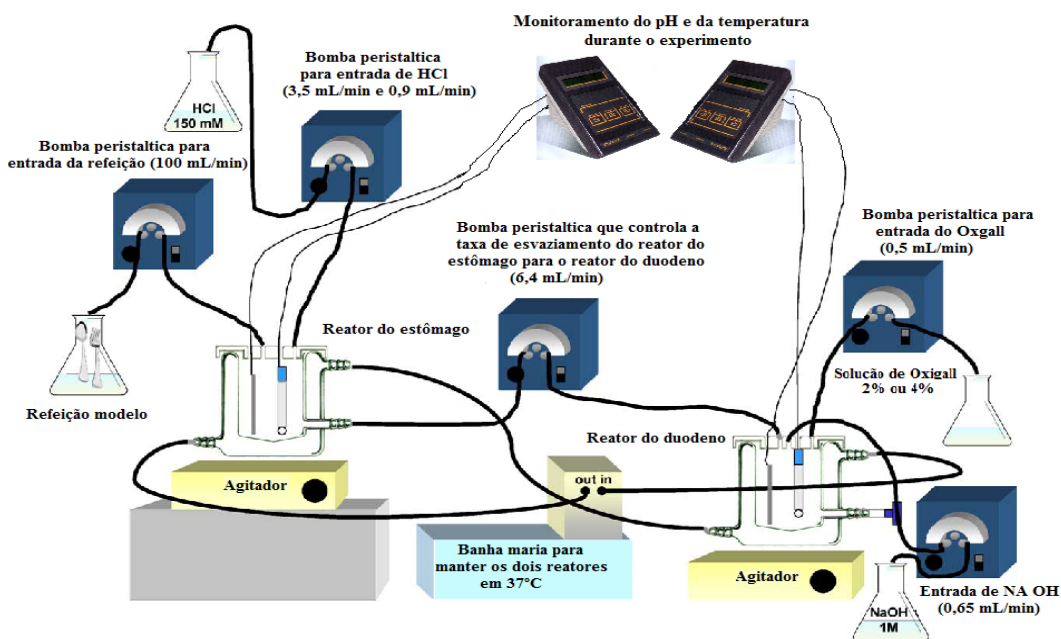 Monitoramento do pH e da temperatura
durante o experimento
Bomba peristaltica
para entrada de HCl
(3,5 mL/min e 0,9 mL/min)
HCl
150 mM
Bomba peristaltica para
entrada da refeição (100 mL/min)
Bomba peristaltica que controla a
taxa de esvaziamento do reator do
estômago para o reator do duodeno
(6,4 mL/min)
Bomba peristaltica para
entrada do Oxgall
(0,5 mL/min)
Reator do estômago
Refeição modelo
Solucão de Oxigall
2% ou 4%
Reator do duodeno
Agitador
out in
Banha maria para
manter os dois reatores
em 37°C
Agitador
NaOH
1M
Entrada de NA OH
(0,65 mL/min)